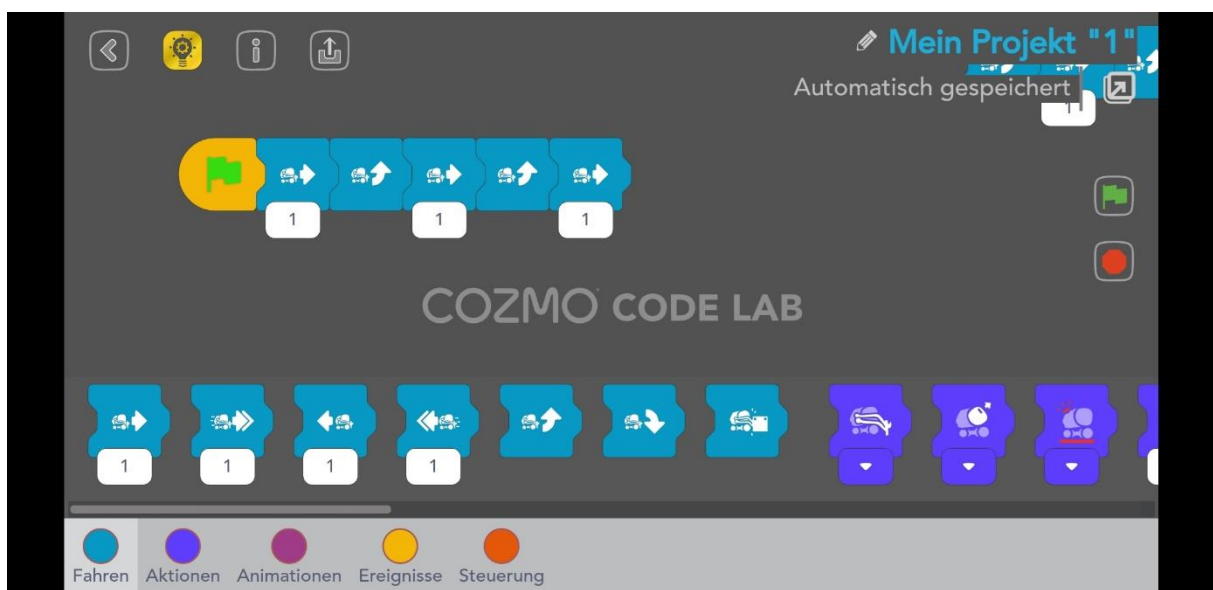 Mein Projekt "1"
Automatisch gespeichert
1
1 1 1
COZMO CODE LAB
1 1 1 1
Fahren Aktionen Animationen Ereignisse Steuerung